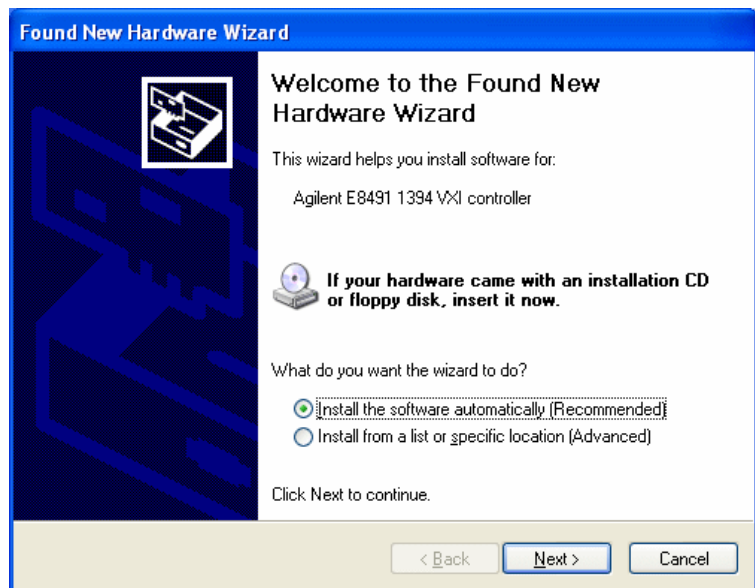 Found New Hardware Wizard
Welcome to the Found New
Hardware Wizard
This wizard helps you install software for:
Agilent E8491 1394 VXI controller
If your hardware came with an installation CD
or floppy disk, insert it now.
What do you want the wizard to do?
Install the software automatically (Recommended)
Install from a list or specific location (Advanced)
Click Next to continue.
< Back Next > Cancel